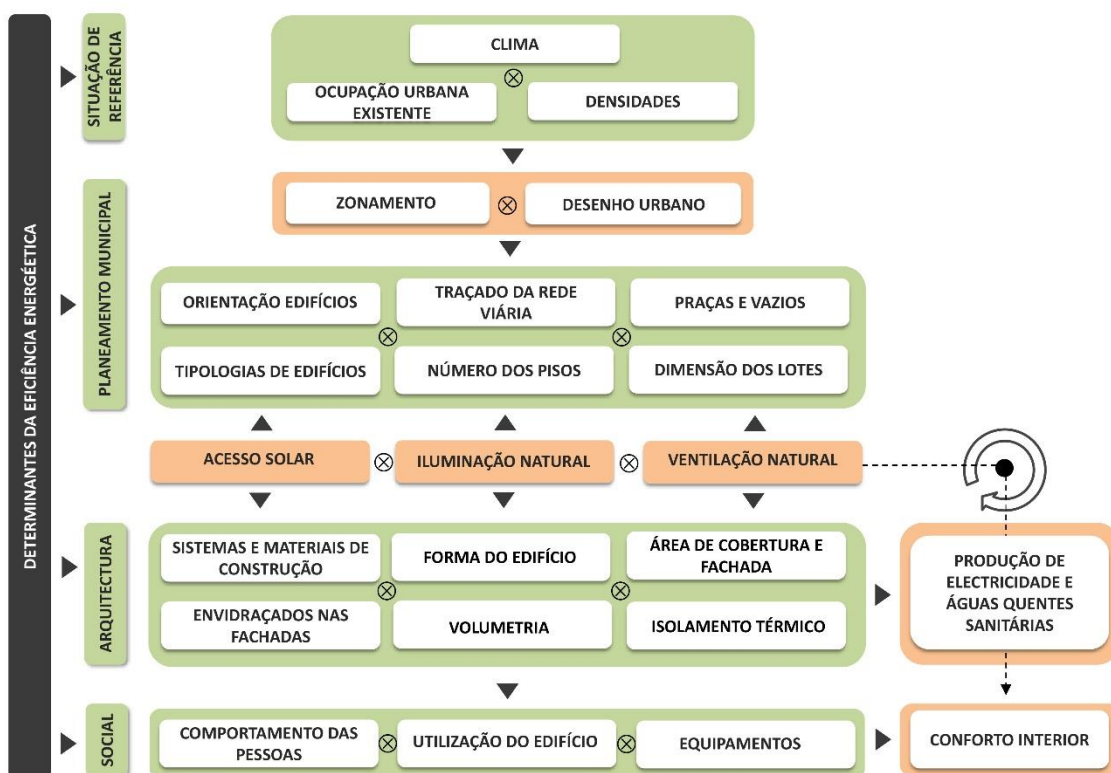 DETERMINANTES DA EFICIÊNCIA ENERGÉETICA
SITUAÇÃO DE
REFERÊNCIA
CLIMA
OCUPAÇÃO URBANA
EXISTENTE
DENSIDADES
PLANEAMENTO MUNICIPAL
ZONAMENTO
DESENHO URBANO
ORIENTAÇÃO EDIFÍCIOS
TRAÇADO DA REDE
VIÁRIA
PRAÇAS E VAZIOS
TIPOLOGIAS DE EDIFÍCIOS
NÚMERO DOS PISOS
DIMENSÃO DOS LOTES
ACESSO SOLAR
ILUMINAÇÃO NATURAL
VENTILAÇÃO NATURAL
ARQUITECTURA
SISTEMAS E MATERIAIS DE
CONSTRUÇÃO
FORMA DO EDIFÍCIO
ÁREA DE COBERTURA E
FACHADA
ENVIDRAÇADOS NAS
FACHADAS
VOLUMETRIA
ISOLAMENTO TÉRMICO
PRODUÇÃO DE
ELECTRICIDADE E
ÁGUAS QUENTES
SANITÁRIAS
SOCIAL
COMPORTAMENTO DAS
PESSOAS
UTILIZAÇÃO DO EDIFÍCIO
EQUIPAMENTOS
CONFORTO INTERIOR